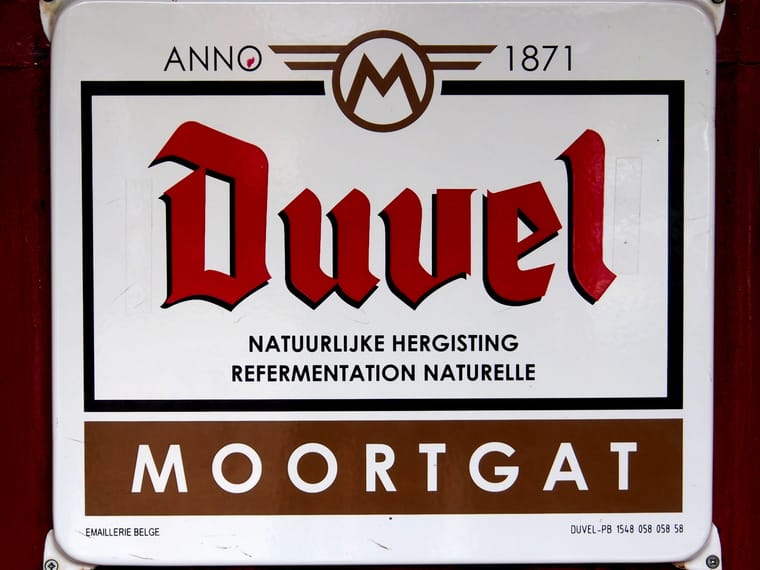 ANNO M 1871
Duvel
NATUURLIJKE HERGISTING
REFERMENTATION NATURELLE
MOORTGAT
EMAILLERIE BELGE DUVEL-PB 1548 058 058 58